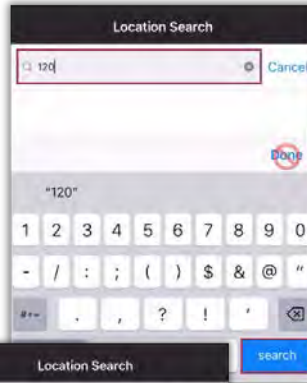 Location Search
120
Cancel
Done
"120"
1 2 3 4 5 6 7 8 9 0
- / : ; ( ) $ & @ "
#+= . , ? ! ' 
search
Location Search